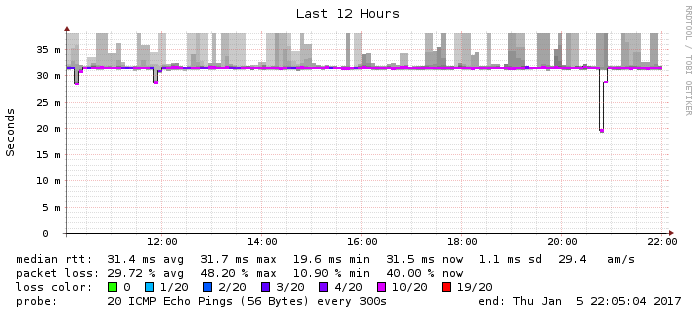 Last 12 Hours
RRDTOOL / TOBI OETIKER
Seconds
35 m
30 m
25 m
20 m
15 m
10 m
5 m
0
12:00 14:00 16:00 18:00 20:00 22:00
median rtt: 31.4 ms avg 31.7 ms max 19.6 ms min 31.5 ms now 1.1 ms sd 29.4 am/s
packet loss: 29.72 % avg 48.20 % max 10.90 % min 40.00 % now
loss color: 0 1/20 2/20 3/20 4/20 10/20 19/20
probe: 20 ICMP Echo Pings (56 Bytes) every 300s end: Thu Jan 5 22:05:04 2017